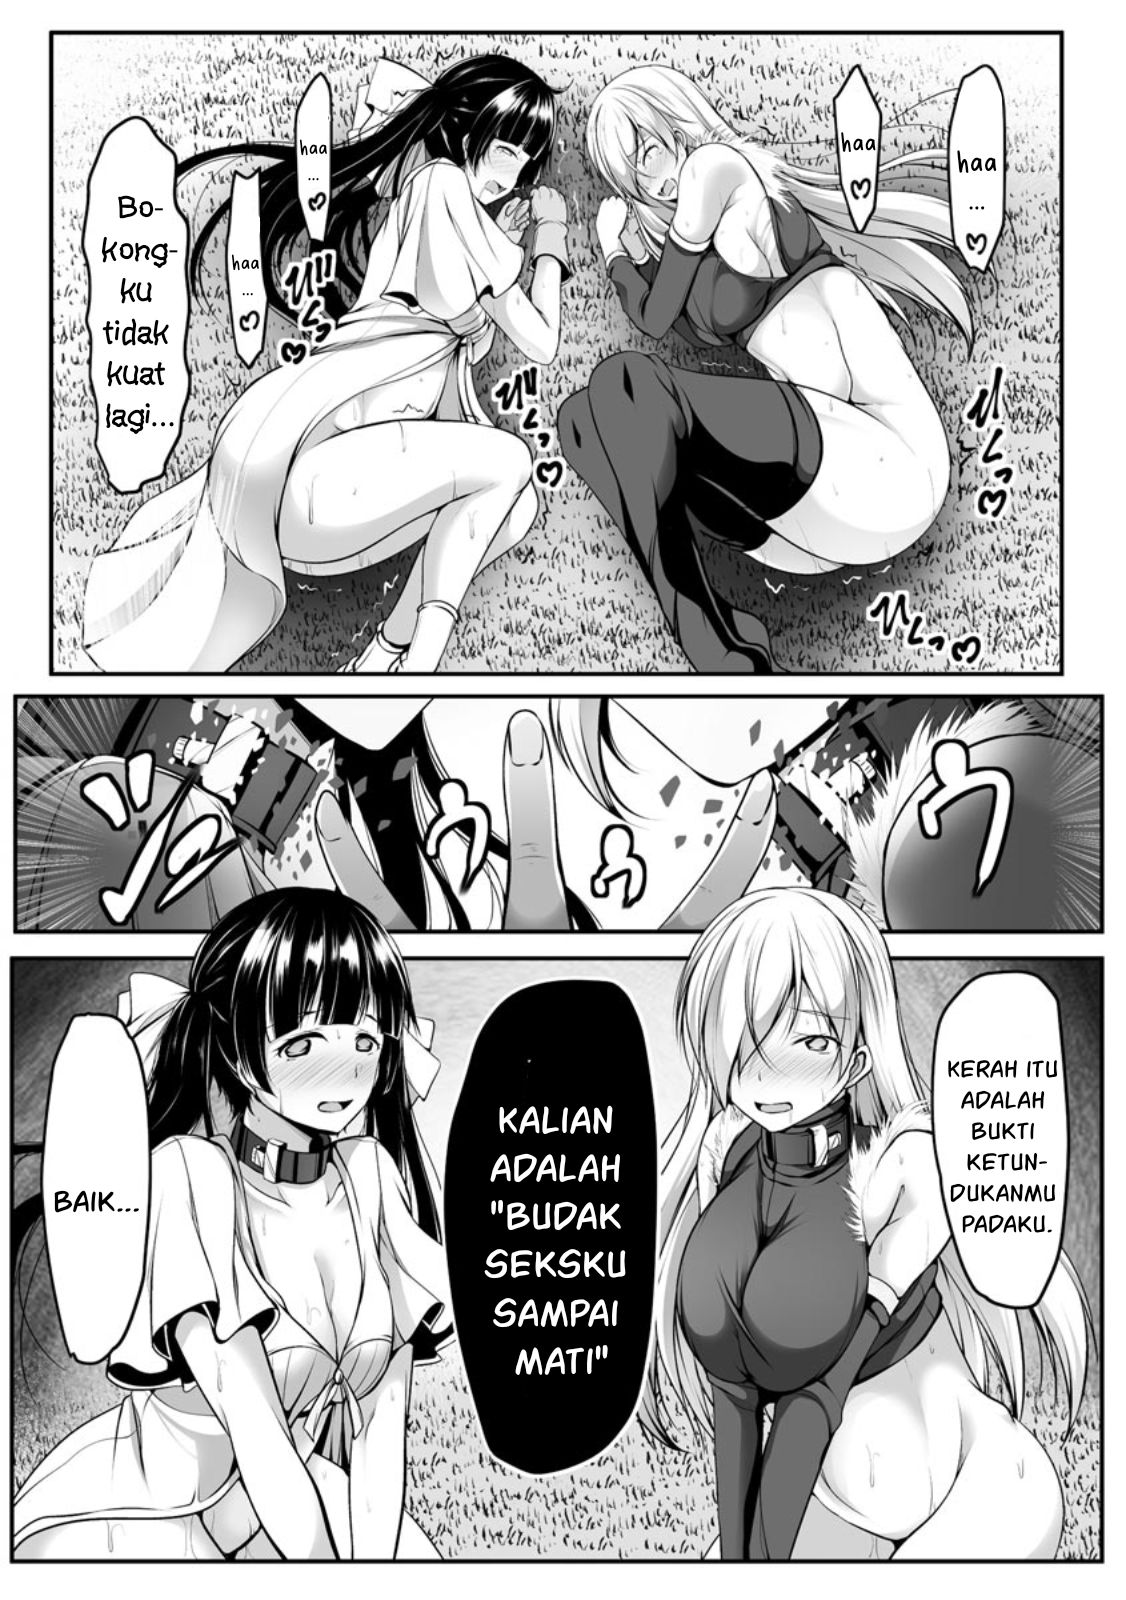 haa
...
♡
haa
...
♡
haa
...
♡
haa
...
♡
Bo-
kong-
ku
tidak
kuat
lagi...
KERAH ITU
ADALAH
BUKTI
KETUN-
DUKANMU
PADAKU.
KALIAN
ADALAH
"BUDAK
SEKSKU
SAMPAI
MATI"
BAIK...